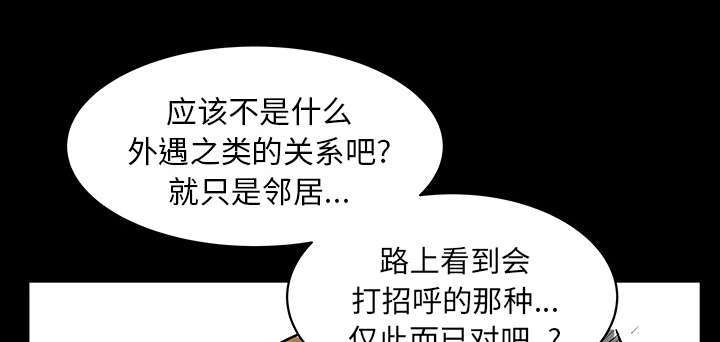 应该不是什么
外遇之类的关系吧?
就只是邻居...
路上看到会
打招呼的那种...
仅此而已对吧..?